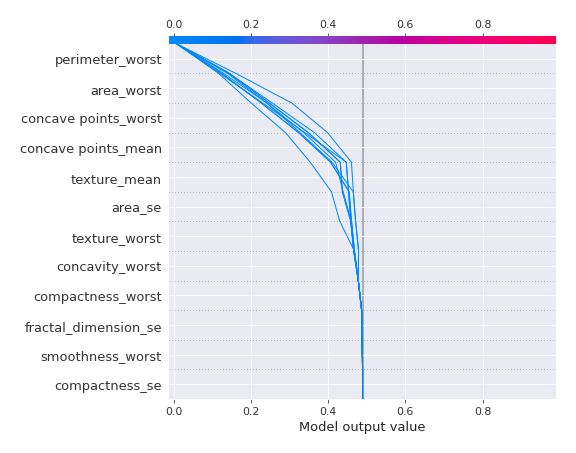 0.0 0.2 0.4 0.6 0.8
perimeter_worst
area_worst
concave points_worst
concave points_mean
texture_mean
area_se
texture_worst
concavity_worst
compactness_worst
fractal_dimension_se
smoothness_worst
compactness_se
0.0 0.2 0.4 0.6 0.8
Model output value